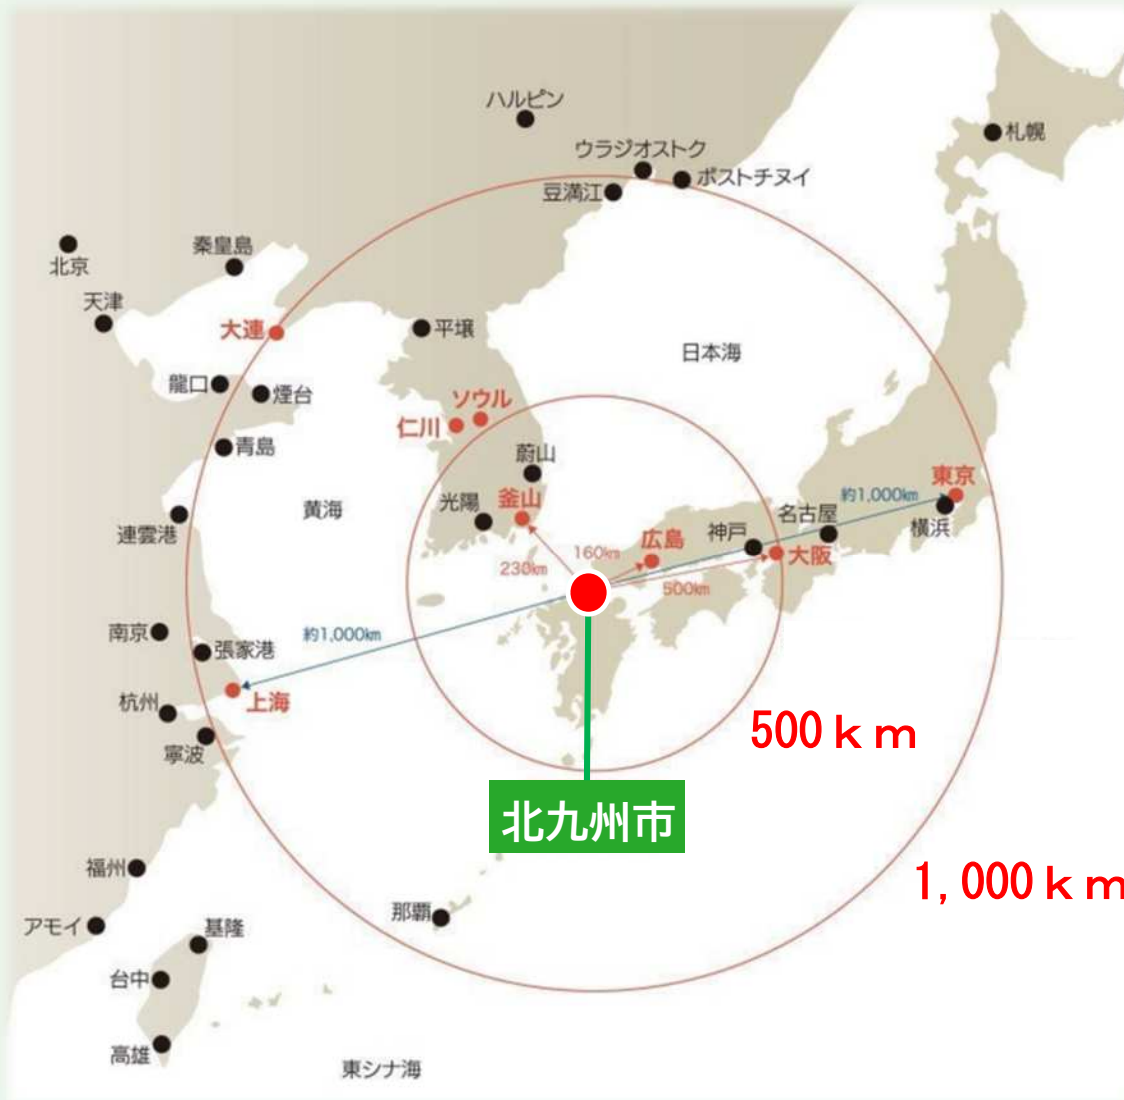 ハルピン
札幌
ウラジオストク
ポストチヌイ
豆満江
秦皇島
北京
天津
大連
平壌
日本海
龍口
煙台
ソウル
仁川
青島
蔚山
東京
約1,000km
光陽
釜山
黄海
名古屋
横浜
連雲港
神戸
広島
大阪
160km
230km
500km
南京
約1,000km
張家港
上海
杭州
寧波
500km
北九州市
福州
1,000km
那覇
アモイ
基隆
台中
高雄
東シナ海